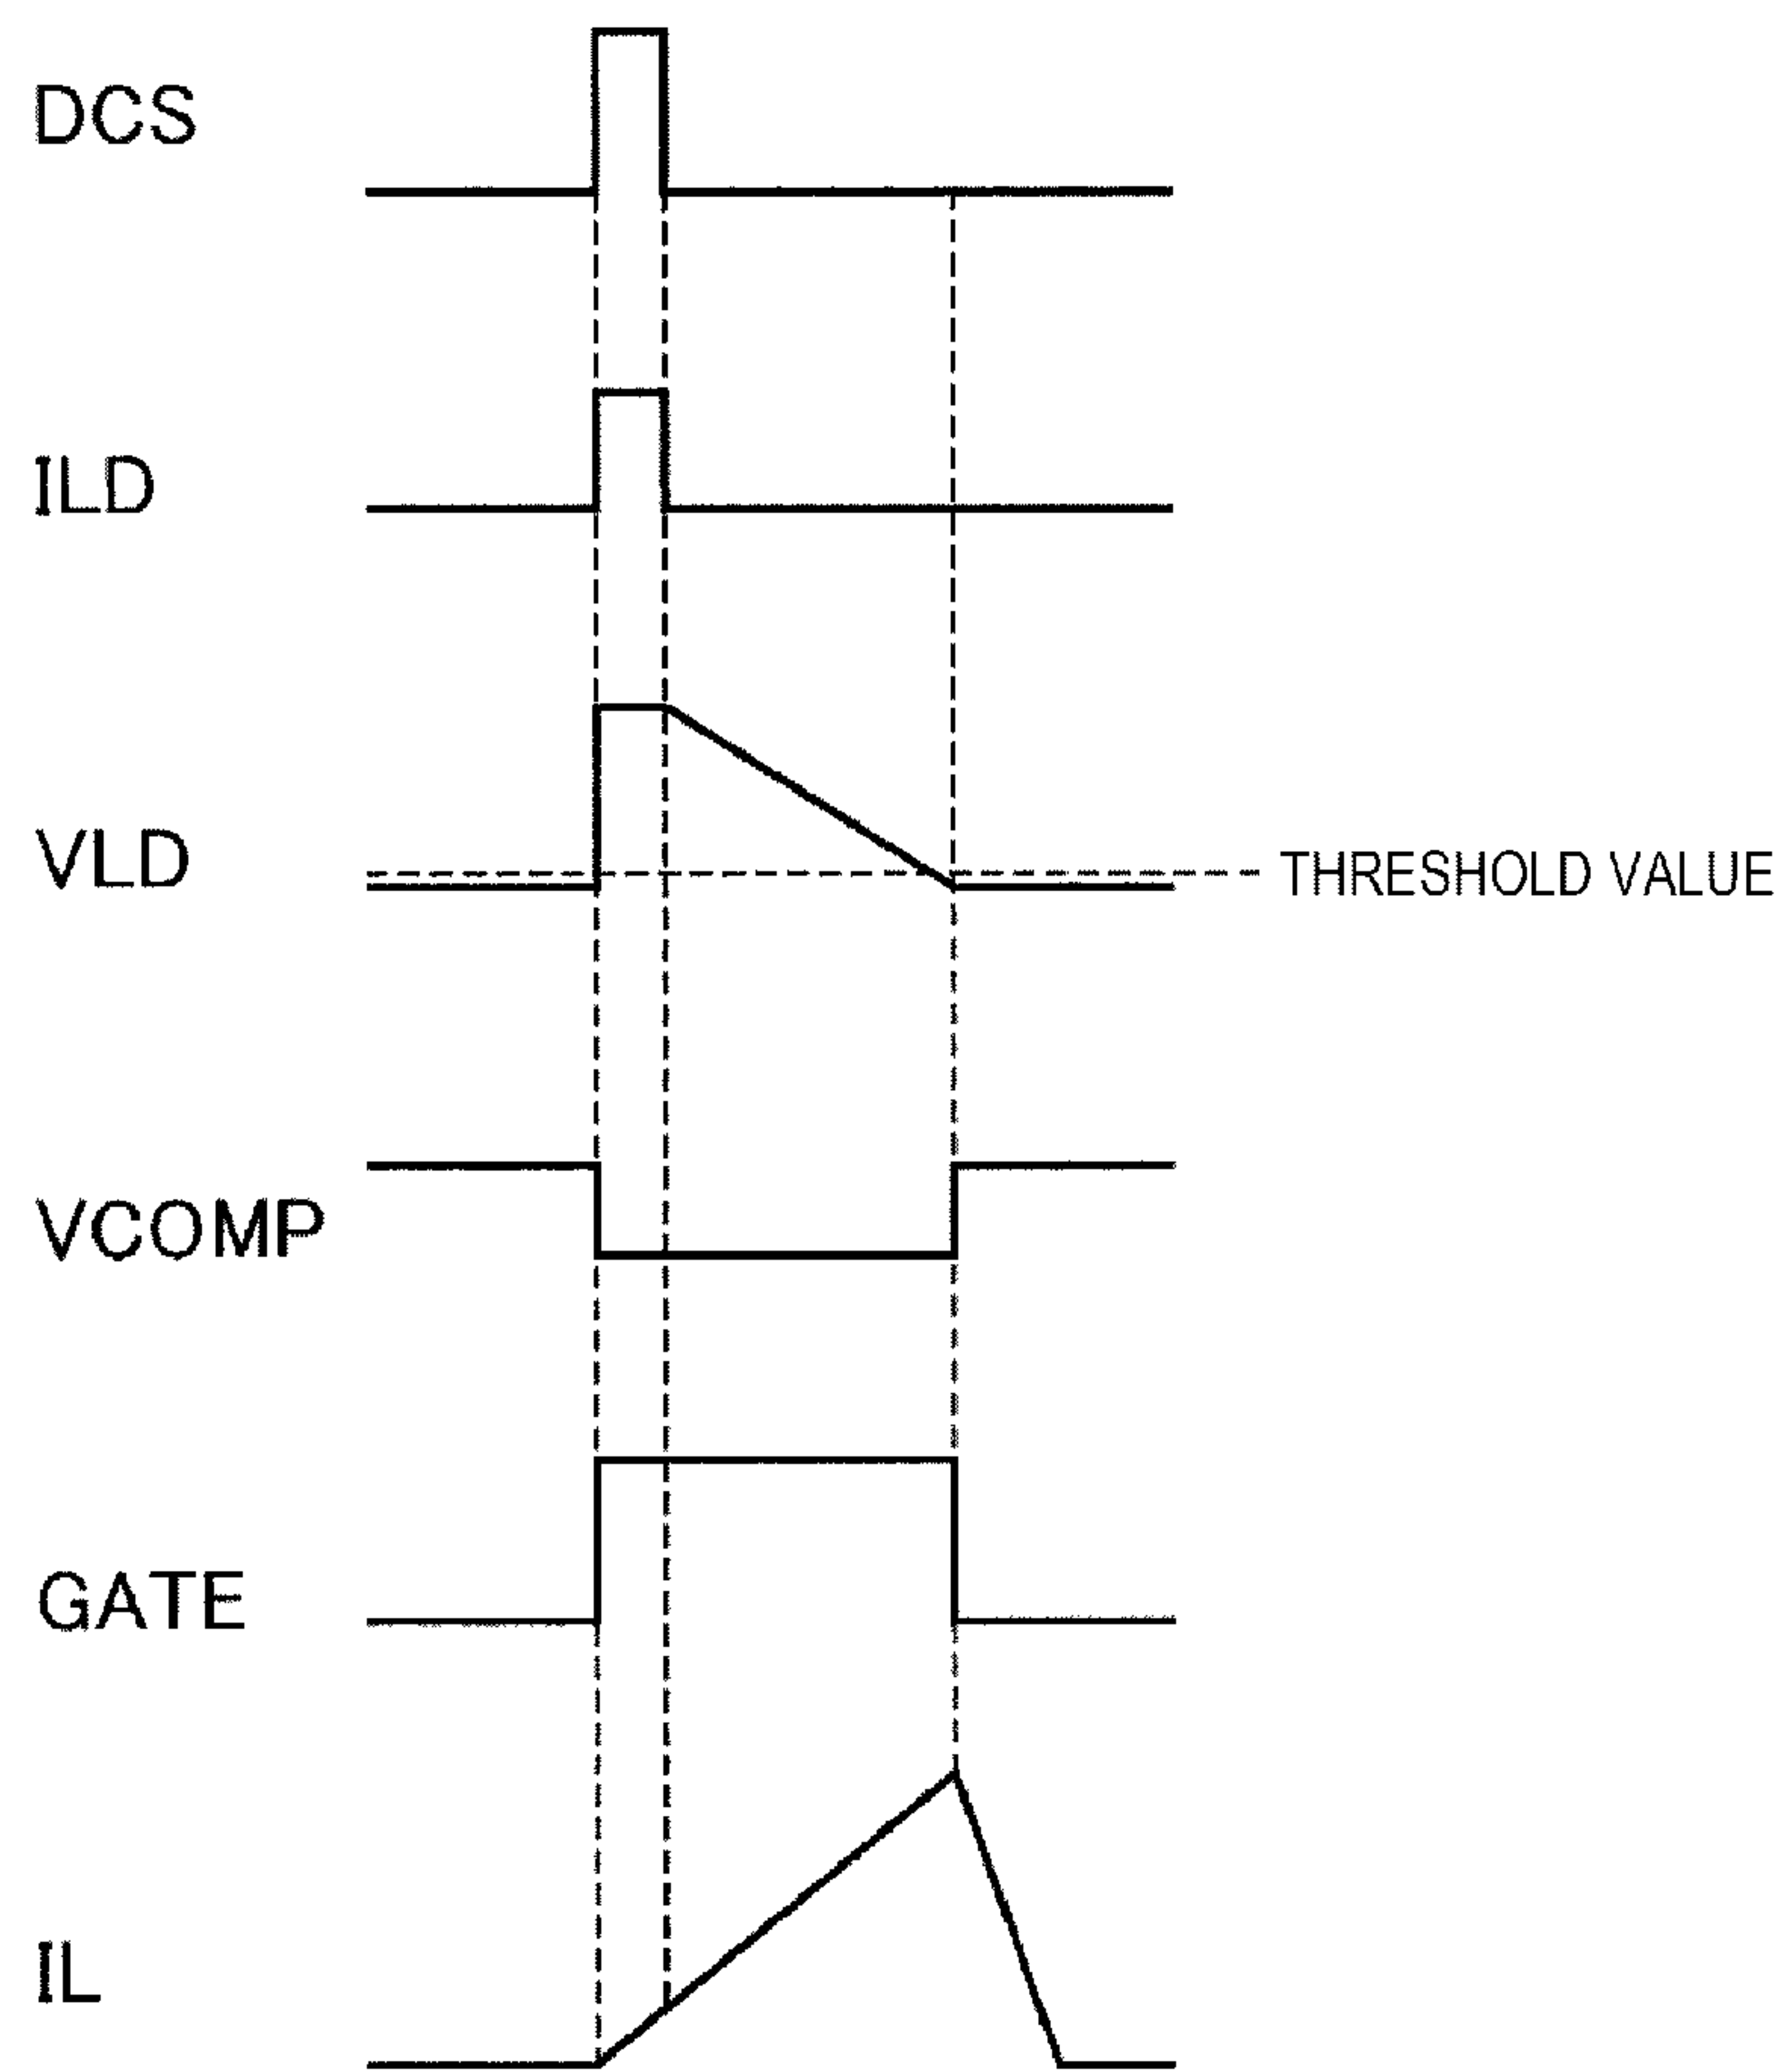 DCS
ILD
VLD
THRESHOLD VALUE
VCOMP
GATE
IL